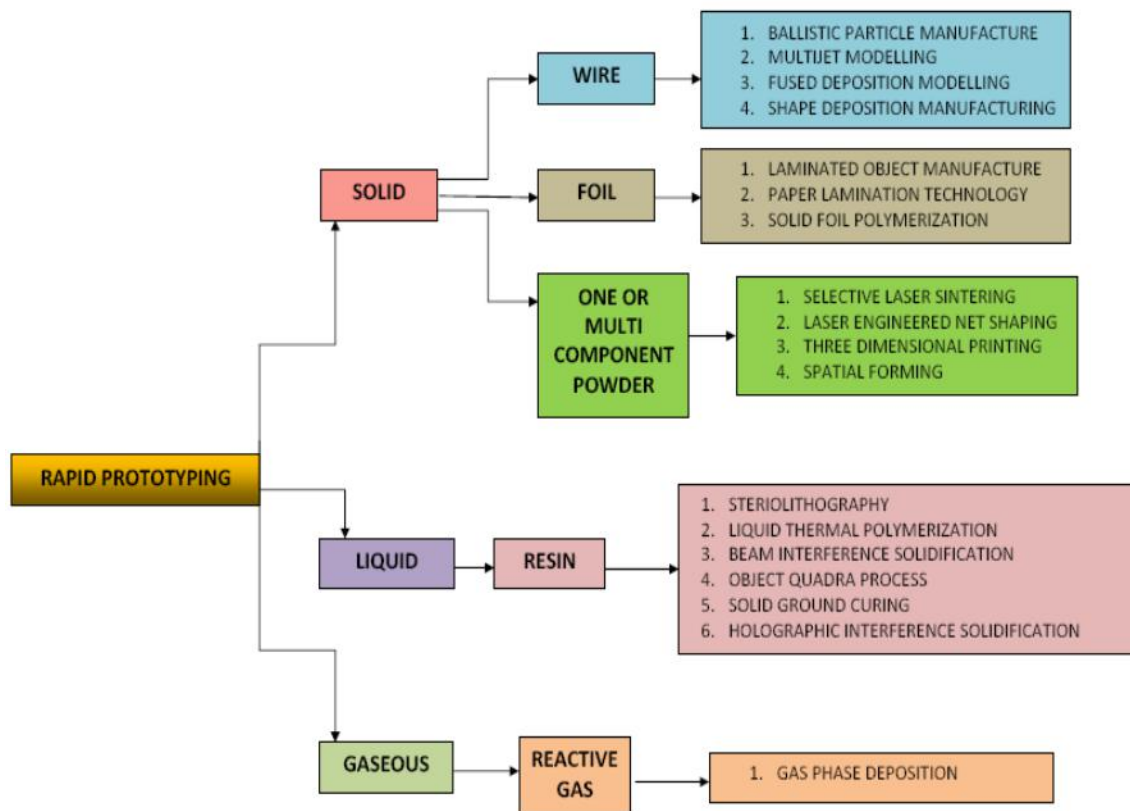 WIRE
1. BALLISTIC PARTICLE MANUFACTURE
2. MULTIJET MODELLING
3. FUSED DEPOSITION MODELLING
4. SHAPE DEPOSITION MANUFACTURING
SOLID
FOIL
1. LAMINATED OBJECT MANUFACTURE
2. PAPER LAMINATION TECHNOLOGY
3. SOLID FOIL POLYMERIZATION
ONE OR
MULTI
COMPONENT
POWDER
1. SELECTIVE LASER SINTERING
2. LASER ENGINEERED NET SHAPING
3. THREE DIMENSIONAL PRINTING
4. SPATIAL FORMING
RAPID PROTOTYPING
LIQUID
RESIN
1. STERIOLITHOGRAPHY
2. LIQUID THERMAL POLYMERIZATION
3. BEAM INTERFERENCE SOLIDIFICATION
4. OBJECT QUADRA PROCESS
5. SOLID GROUND CURING
6. HOLOGRAPHIC INTERFERENCE SOLIDIFICATION
GASEOUS
REACTIVE
GAS
1. GAS PHASE DEPOSITION